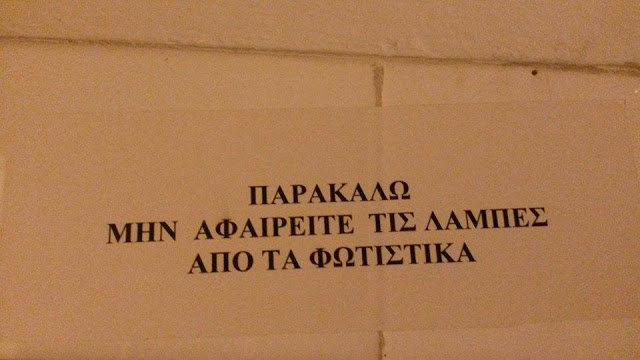 ΠΑΡΑΚΑΛΩ
ΜΗΝ ΑΦΑΙΡΕΙΤΕ ΤΙΣ ΛΑΜΠΕΣ
ΑΠΟ ΤΑ ΦΩΤΙΣΤΙΚΑ